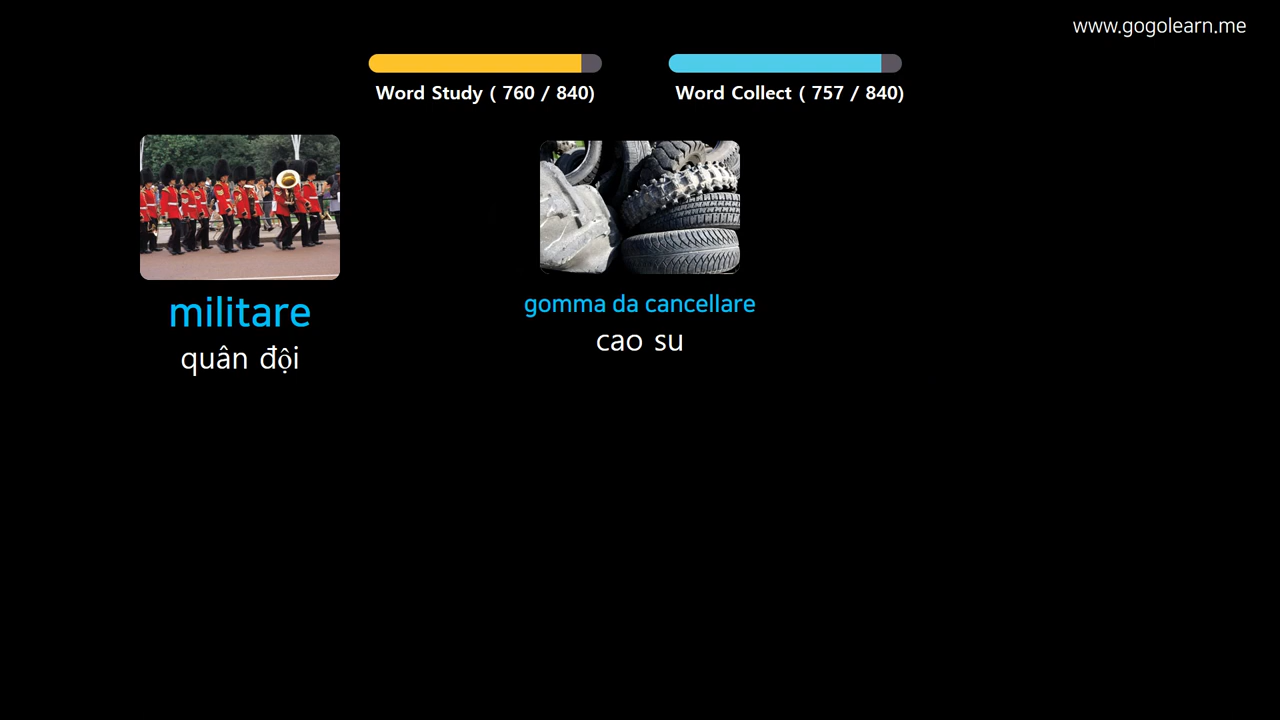 www.gogolearn.me
Word Study ( 760 / 840)
Word Collect ( 757 / 840)
militare
quân đội
gomma da cancellare
cao su